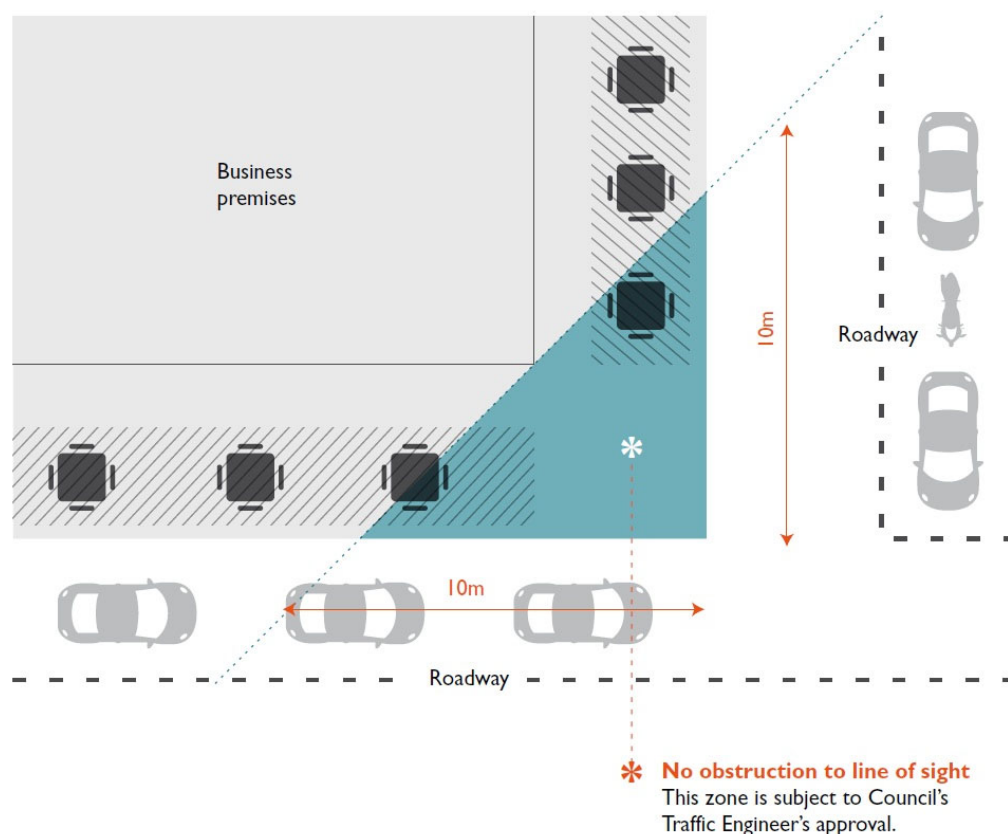 Business
premises
10m
Roadway
10m
Roadway
* No obstruction to line of sight
This zone is subject to Council’s
Traffic Engineer’s approval.